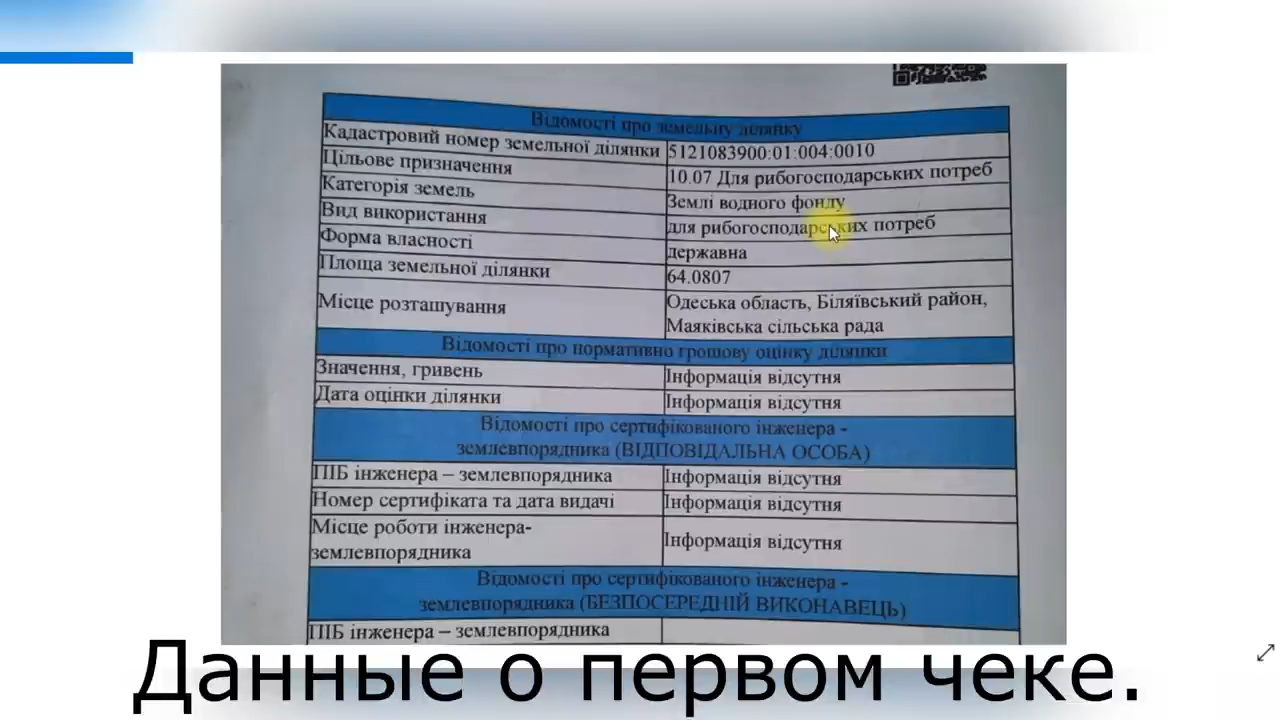 Відомості про земельну ділянку
Кадастровий номер земельної ділянки 5121083900:01:004:0010
Цільове призначення 10.07 Для рибогосподарських потреб
Категорія земель Землі водного фонду
Вид використання для рибогосподарських потреб
Форма власності державна
Площа земельної ділянки 64.0807
Місце розташування Одеська область, Біляївський район,
Маяківська сільська рада
Відомості про нормативно грошову оцінку ділянки
Значення, гривень Інформація відсутня
Дата оцінки ділянки Інформація відсутня
Відомості про сертифікованого інженера -
землевпорядника (ВІДПОВІДАЛЬНА ОСОБА)
ПІБ інженера – землевпорядника Інформація відсутня
Номер сертифіката та дата видачі Інформація відсутня
Місце роботи інженера-
землевпорядника Інформація відсутня
Відомості про сертифікованого інженера -
землевпорядника (БЕЗПОСЕРЕДНІЙ ВИКОНАВЕЦЬ)
ПІБ інженера – землевпорядника
Данные о первом чеке.